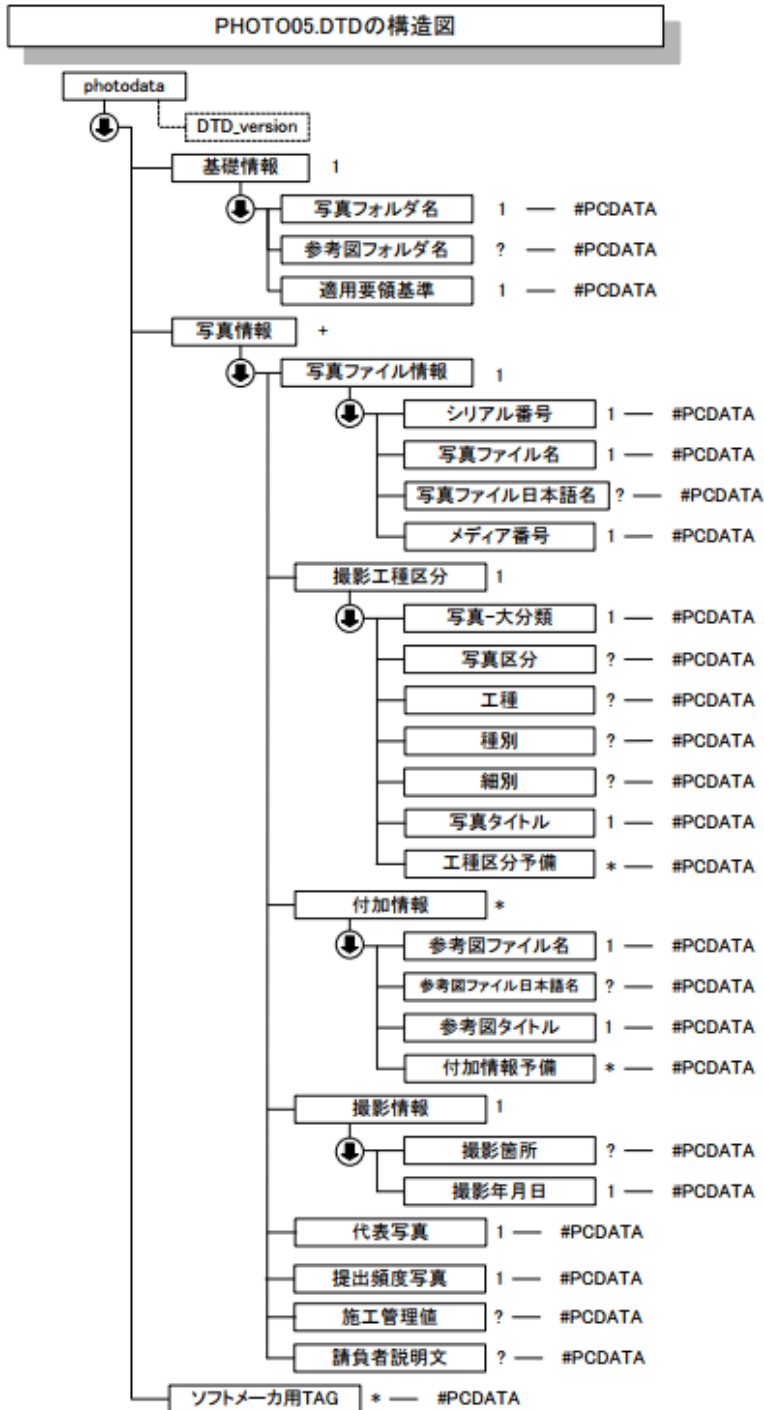 PHOTO05.DTDの構造図
photodata
DTD_version
基礎情報 1
写真フォルダ名 1 ― #PCDATA
参考図フォルダ名 ? ― #PCDATA
適用要領基準 1 ― #PCDATA
写真情報 +
写真ファイル情報 1
シリアル番号 1 ― #PCDATA
写真ファイル名 1 ― #PCDATA
写真ファイル日本語名 ? ― #PCDATA
メディア番号 1 ― #PCDATA
撮影工種区分 1
写真-大分類 1 ― #PCDATA
写真区分 ? ― #PCDATA
工種 ? ― #PCDATA
種別 ? ― #PCDATA
細別 ? ― #PCDATA
写真タイトル 1 ― #PCDATA
工種区分予備 * ― #PCDATA
付加情報 *
参考図ファイル名 1 ― #PCDATA
参考図ファイル日本語名 ? ― #PCDATA
参考図タイトル 1 ― #PCDATA
付加情報予備 * ― #PCDATA
撮影情報 1
撮影箇所 ? ― #PCDATA
撮影年月日 1 ― #PCDATA
代表写真 1 ― #PCDATA
提出頻度写真 1 ― #PCDATA
施工管理値 ? ― #PCDATA
請負者説明文 ? ― #PCDATA
ソフトメーカ用TAG * ― #PCDATA